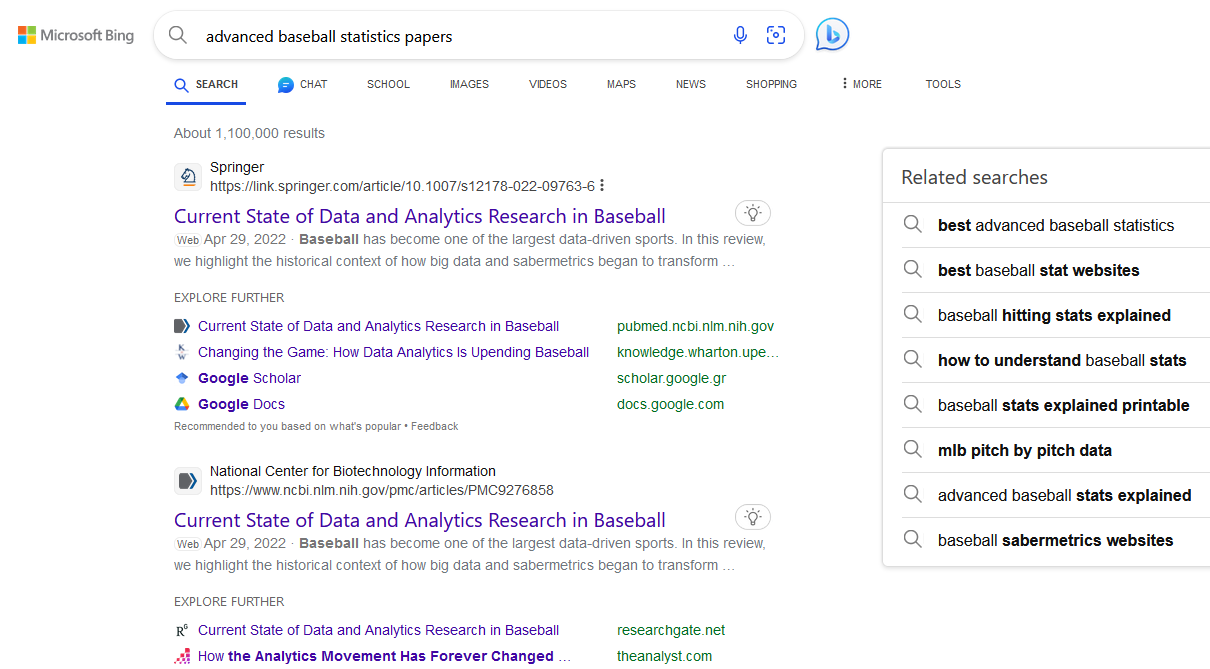 Microsoft Bing
advanced baseball statistics papers
SEARCH CHAT SCHOOL IMAGES VIDEOS MAPS NEWS SHOPPING MORE TOOLS
About 1,100,000 results
Springer
https://link.springer.com/article/10.1007/s12178-022-09763-6
Current State of Data and Analytics Research in Baseball
Web Apr 29, 2022 · Baseball has become one of the largest data-driven sports. In this review,
we highlight the historical context of how big data and sabermetrics began to transform …
EXPLORE FURTHER
Current State of Data and Analytics Research in Baseball pubmed.ncbi.nlm.nih.gov
Changing the Game: How Data Analytics Is Upending Baseball knowledge.wharton.upe…
Google Scholar scholar.google.gr
Google Docs docs.google.com
Recommended to you based on what's popular • Feedback
National Center for Biotechnology Information
https://www.ncbi.nlm.nih.gov/pmc/articles/PMC9276858
Current State of Data and Analytics Research in Baseball
Web Apr 29, 2022 · Baseball has become one of the largest data-driven sports. In this review,
we highlight the historical context of how big data and sabermetrics began to transform …
EXPLORE FURTHER
Current State of Data and Analytics Research in Baseball researchgate.net
How the Analytics Movement Has Forever Changed … theanalyst.com
Related searches
best advanced baseball statistics
best baseball stat websites
baseball hitting stats explained
how to understand baseball stats
baseball stats explained printable
mlb pitch by pitch data
advanced baseball stats explained
baseball sabermetrics websites